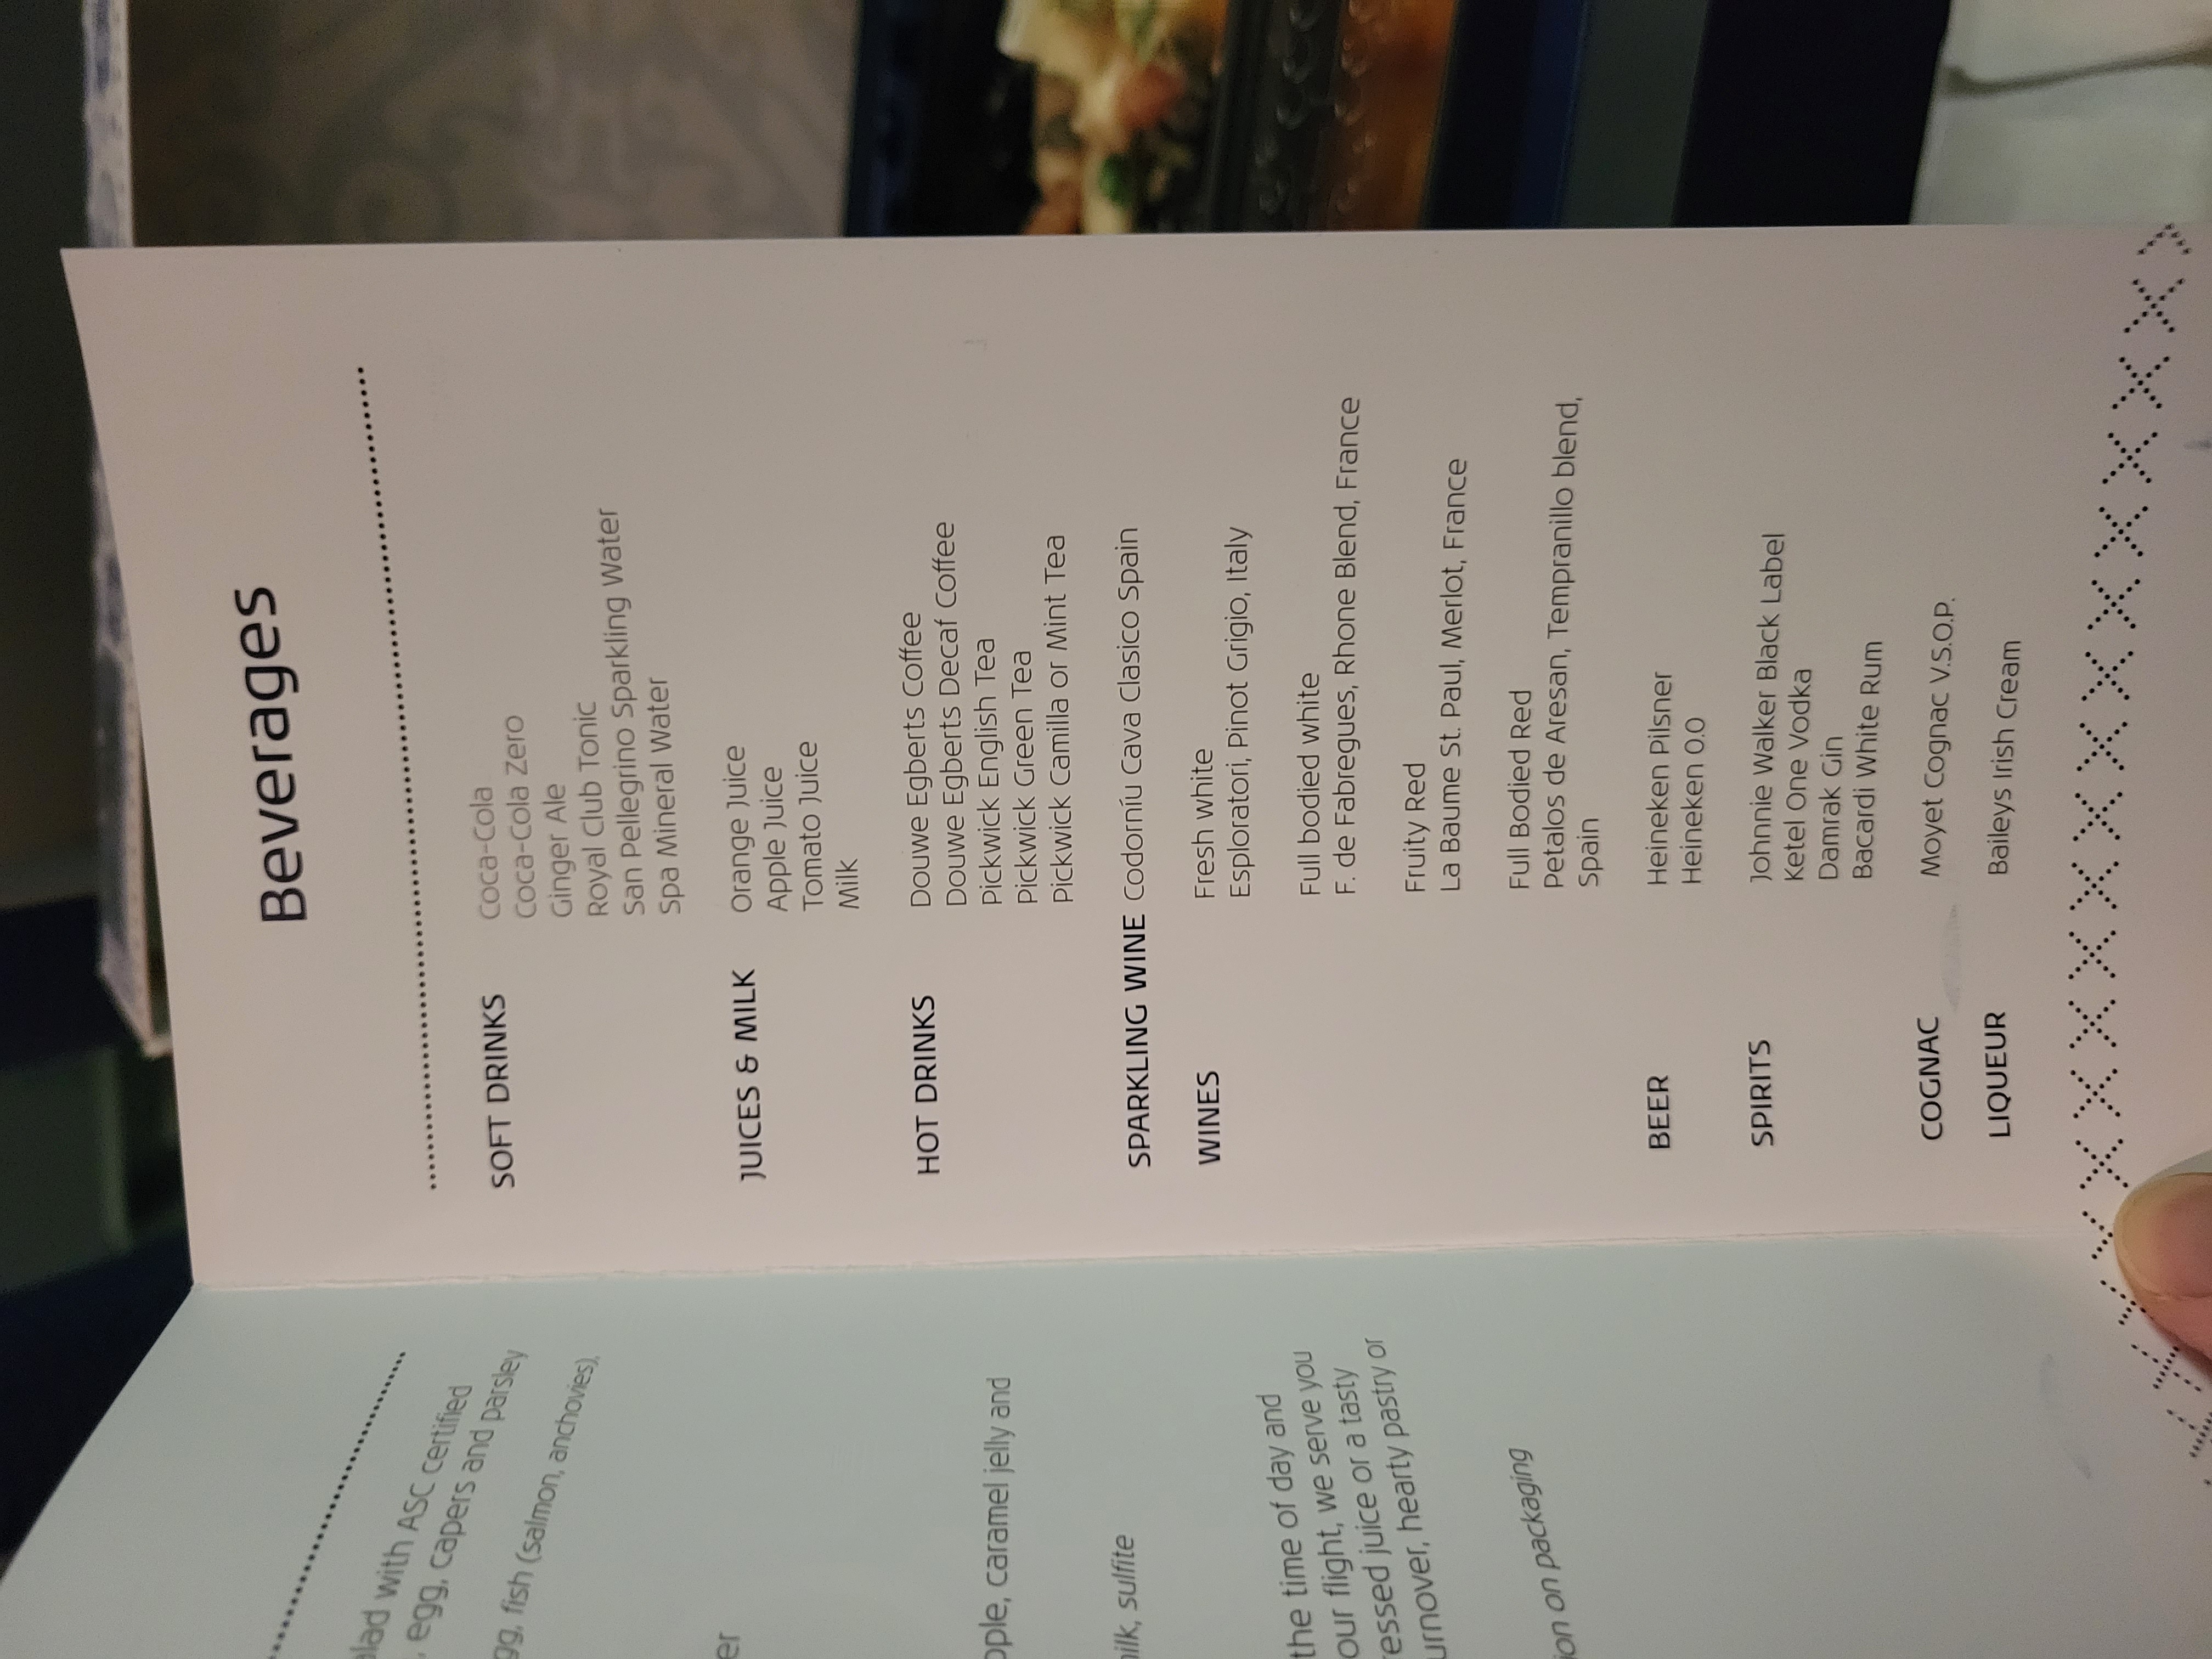 alad with ASC certified
, egg, capers and parsley
gg, fish (salmon, anchovies),
er
pple, caramel jelly and
milk, sulfite
the time of day and
our flight, we serve you
ressed juice or a tasty
urnover, hearty pastry or
ion on packaging
Beverages
SOFT DRINKS Coca-Cola
Coca-Cola Zero
Ginger Ale
Royal Club Tonic
San Pellegrino Sparkling Water
Spa Mineral Water
JUICES & MILK Orange Juice
Apple Juice
Tomato Juice
Milk
HOT DRINKS Douwe Egberts Coffee
Douwe Egberts Decaf Coffee
Pickwick English Tea
Pickwick Green Tea
Pickwick Camilla or Mint Tea
SPARKLING WINE Codorníu Cava Clasico Spain
WINES Fresh white
Esploratori, Pinot Grigio, Italy
Full bodied white
F. de Fabregues, Rhone Blend, France
Fruity Red
La Baume St. Paul, Merlot, France
Full Bodied Red
Petalos de Aresan, Tempranillo blend,
Spain
BEER Heineken Pilsner
Heineken 0.0
SPIRITS Johnnie Walker Black Label
Ketel One Vodka
Damrak Gin
Bacardi White Rum
COGNAC Moyet Cognac V.S.O.P.
LIQUEUR Baileys Irish Cream